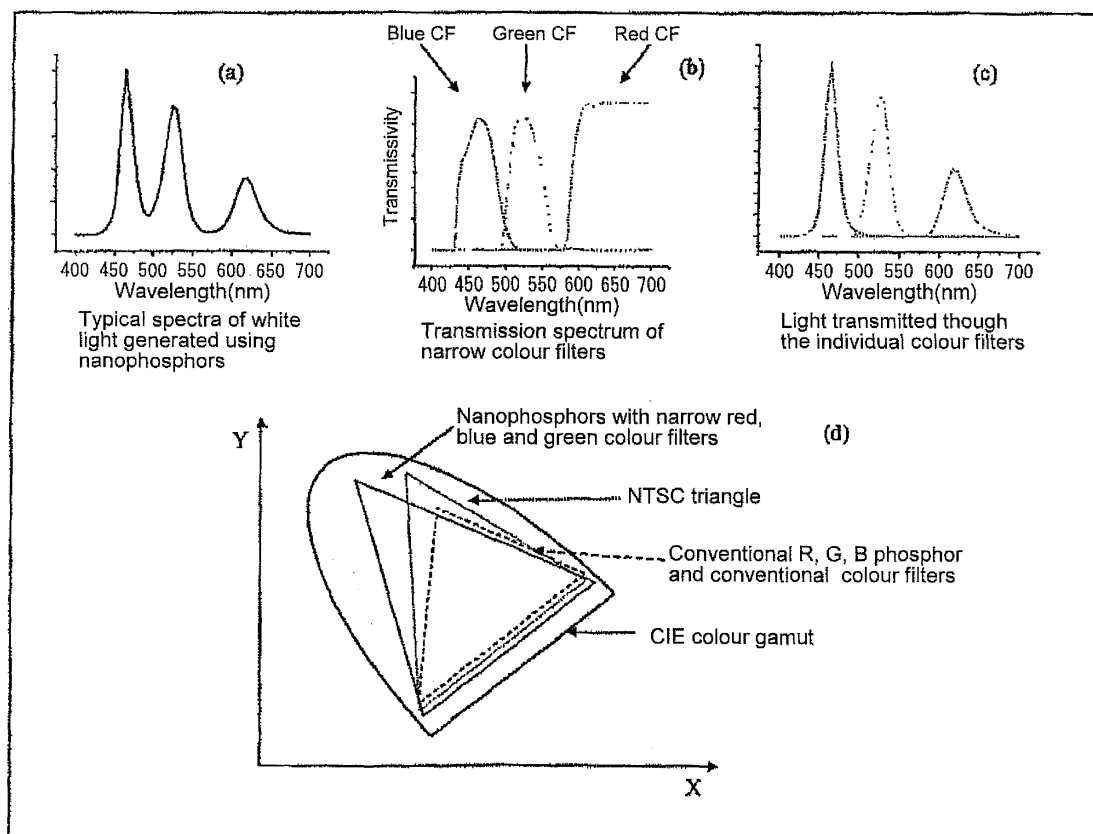 Blue CF Green CF Red CF
(a) (b) (c)
Transmissivity
400 450 500 550 600 650 700
Wavelength(nm)
Typical spectra of white
light generated using
nanophosphors
400 450 500 550 600 650 700
Wavelength(nm)
Transmission spectrum of
narrow colour filters
400 450 500 550 600 650 700
Wavelength(nm)
Light transmitted though
the individual colour filters
Nanophosphors with narrow red,
blue and green colour filters
(d)
Y
NTSC triangle
Conventional R, G, B phosphor
and conventional colour filters
CIE colour gamut
X